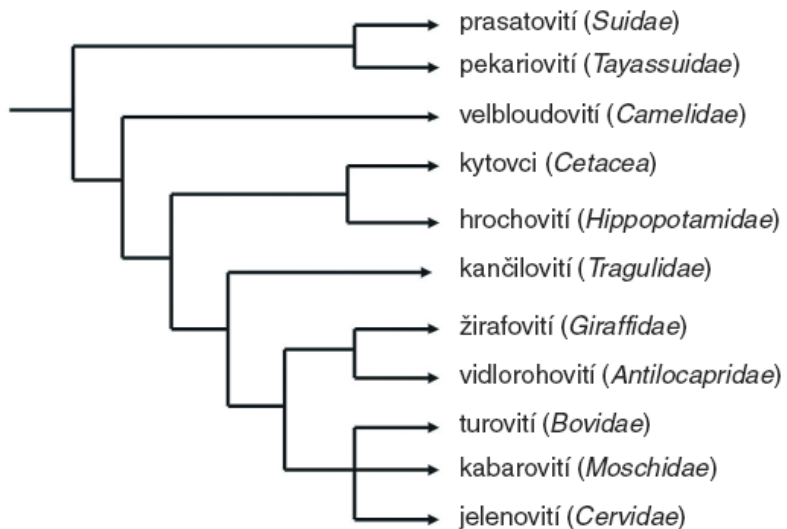 prasatovití (Suidae)
pekariovití (Tayassuidae)
velbloudovití (Camelidae)
kytovci (Cetacea)
hrochovití (Hippopotamidae)
kančilovití (Tragulidae)
žirafovití (Giraffidae)
vidlorohovití (Antilocapridae)
turovití (Bovidae)
kabarovití (Moschidae)
jelenovití (Cervidae)